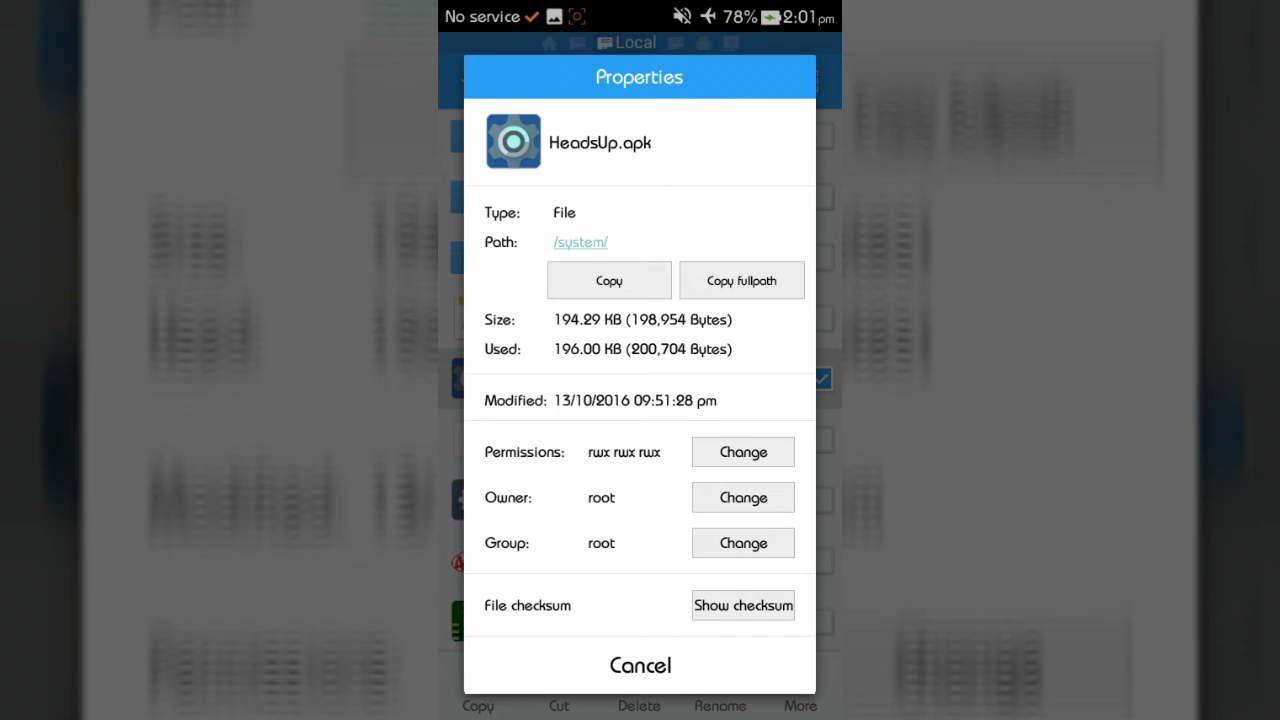 No service 78% 2:01pm
Local
Properties
HeadsUp.apk
Type: File
Path: /system/
Copy Copy fullpath
Size: 194.29 KB (198,954 Bytes)
Used: 196.00 KB (200,704 Bytes)
Modified: 13/10/2016 09:51:28 pm
Permissions: rwx rwx rwx Change
Owner: root Change
Group: root Change
File checksum Show checksum
Cancel
Copy Cut Delete Rename More